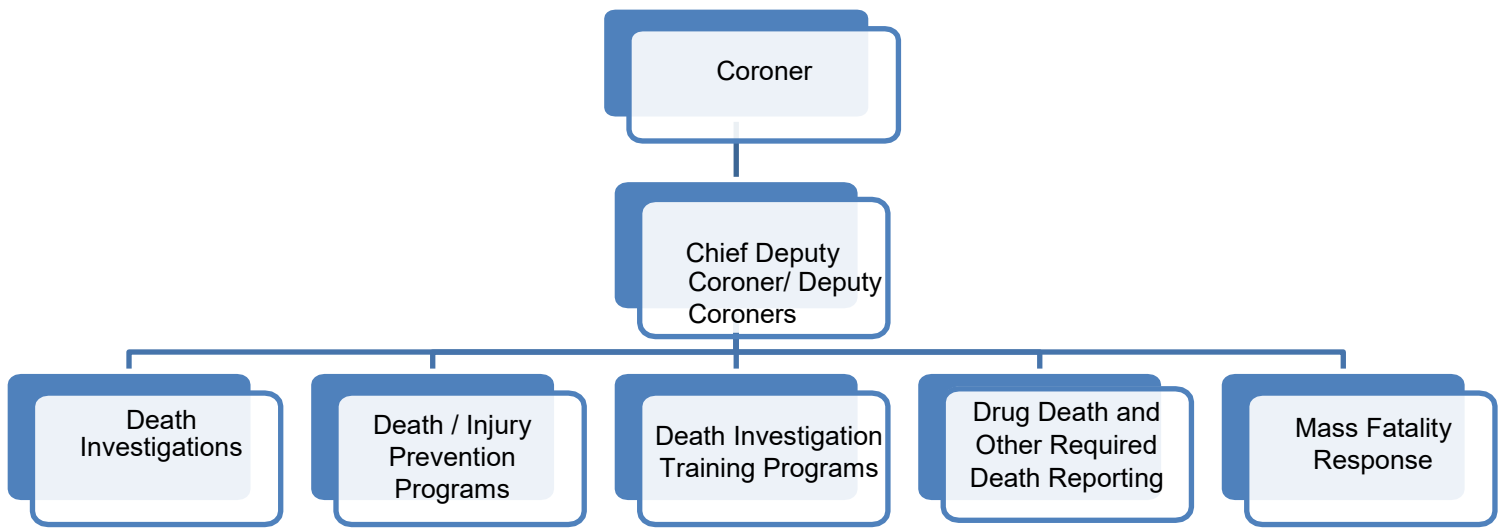 Coroner
Chief Deputy
Coroner/ Deputy
Coroners
Death
Investigations
Death / Injury
Prevention
Programs
Death Investigation
Training Programs
Drug Death and
Other Required
Death Reporting
Mass Fatality
Response